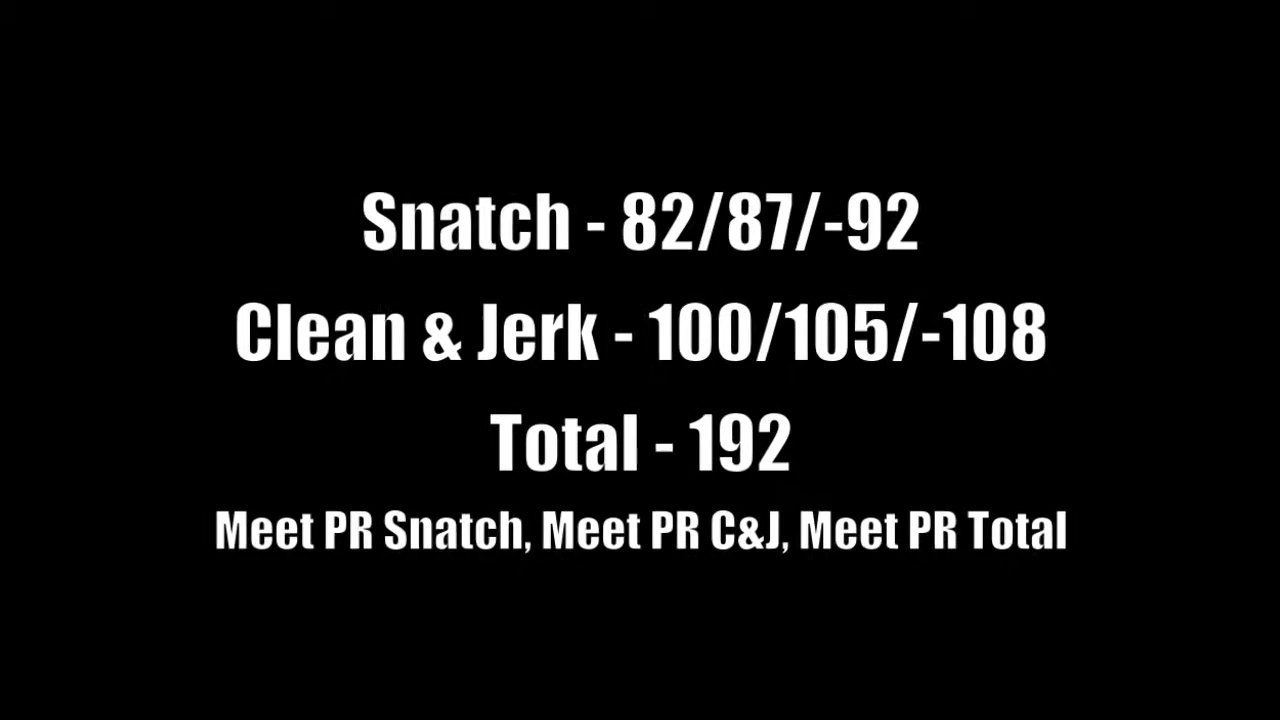 Snatch - 82/87/-92
Clean & Jerk - 100/105/-108
Total - 192
Meet PR Snatch, Meet PR C&J, Meet PR Total